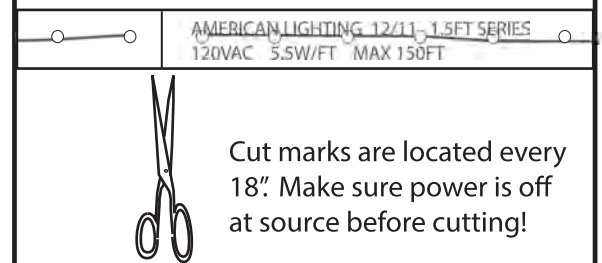 AMERICAN LIGHTING 12/11 1.5FT SERIES
120VAC 5.5W/FT MAX 150FT
Cut marks are located every
18”. Make sure power is off
at source before cutting!